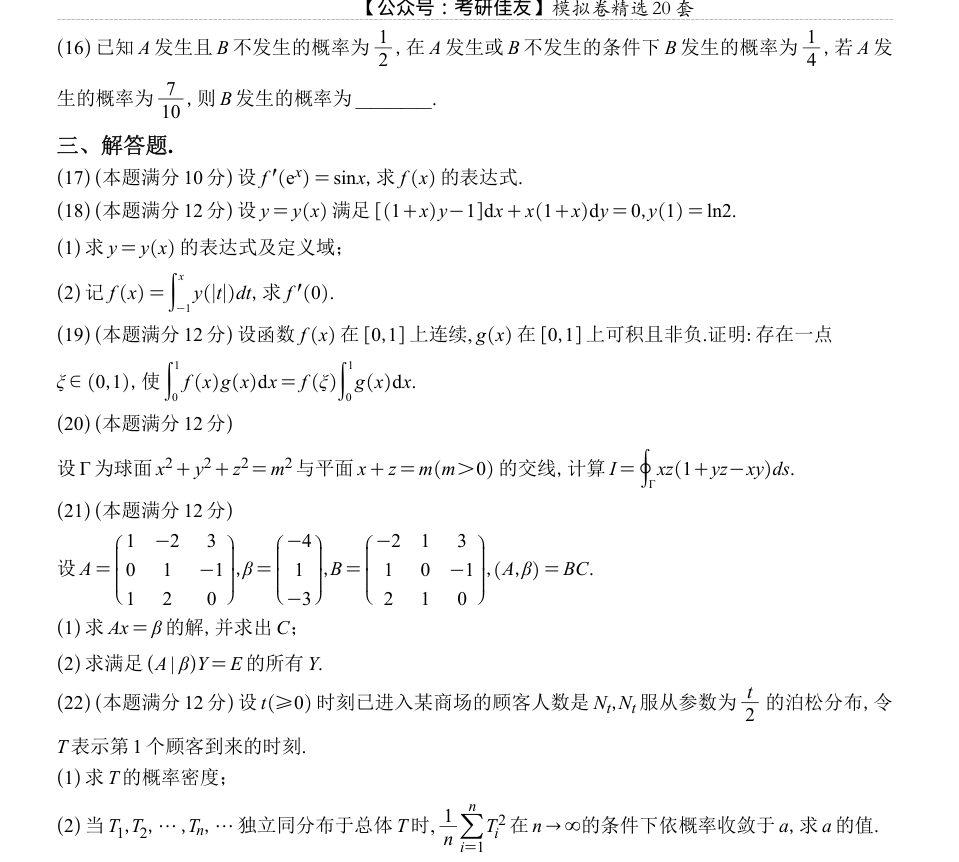 【公众号：考研佳友】模拟卷精选 20 套
(16) 已知 A 发生且 B 不发生的概率为 1/2, 在 A 发生或 B 不发生的条件下 B 发生的概率为 1/4, 若 A 发
生的概率为 7/10, 则 B 发生的概率为 ________.
三、解答题.
(17) (本题满分 10 分) 设 f′(eˣ) = sinx, 求 f(x) 的表达式.
(18) (本题满分 12 分) 设 y = y(x) 满足 [(1+x)y−1]dx + x(1+x)dy = 0, y(1) = ln2.
(1) 求 y = y(x) 的表达式及定义域;
(2) 记 f(x) = ∫₋₁ˣ y(|t|)dt, 求 f′(0).
(19) (本题满分 12 分) 设函数 f(x) 在 [0,1] 上连续, g(x) 在 [0,1] 上可积且非负.证明: 存在一点
ξ∈ (0,1), 使 ∫₀¹ f(x)g(x)dx = f(ξ)∫₀¹ g(x)dx.
(20) (本题满分 12 分)
设 Γ 为球面 x²+y²+z²=m² 与平面 x+z=m(m>0) 的交线, 计算 I=∮_Γ xz(1+yz−xy)ds.
(21) (本题满分 12 分)
设 A = (1 −2 3; 0 1 −1; 1 2 0), β = (−4; 1; −3), B = (−2 1 3; 1 0 −1; 2 1 0), (A,β) = BC.
(1) 求 Ax = β 的解, 并求出 C;
(2) 求满足 (A | β)Y = E 的所有 Y.
(22) (本题满分 12 分) 设 t(≥0) 时刻已进入某商场的顾客人数是 Nₜ, Nₜ 服从参数为 t/2 的泊松分布, 令
T 表示第 1 个顾客到来的时刻.
(1) 求 T 的概率密度;
(2) 当 T₁,T₂, ⋯ ,Tₙ, ⋯ 独立同分布于总体 T 时, 1/n ∑ᵢ₌₁ⁿ Tᵢ² 在 n→∞的条件下依概率收敛于 a, 求 a 的值.